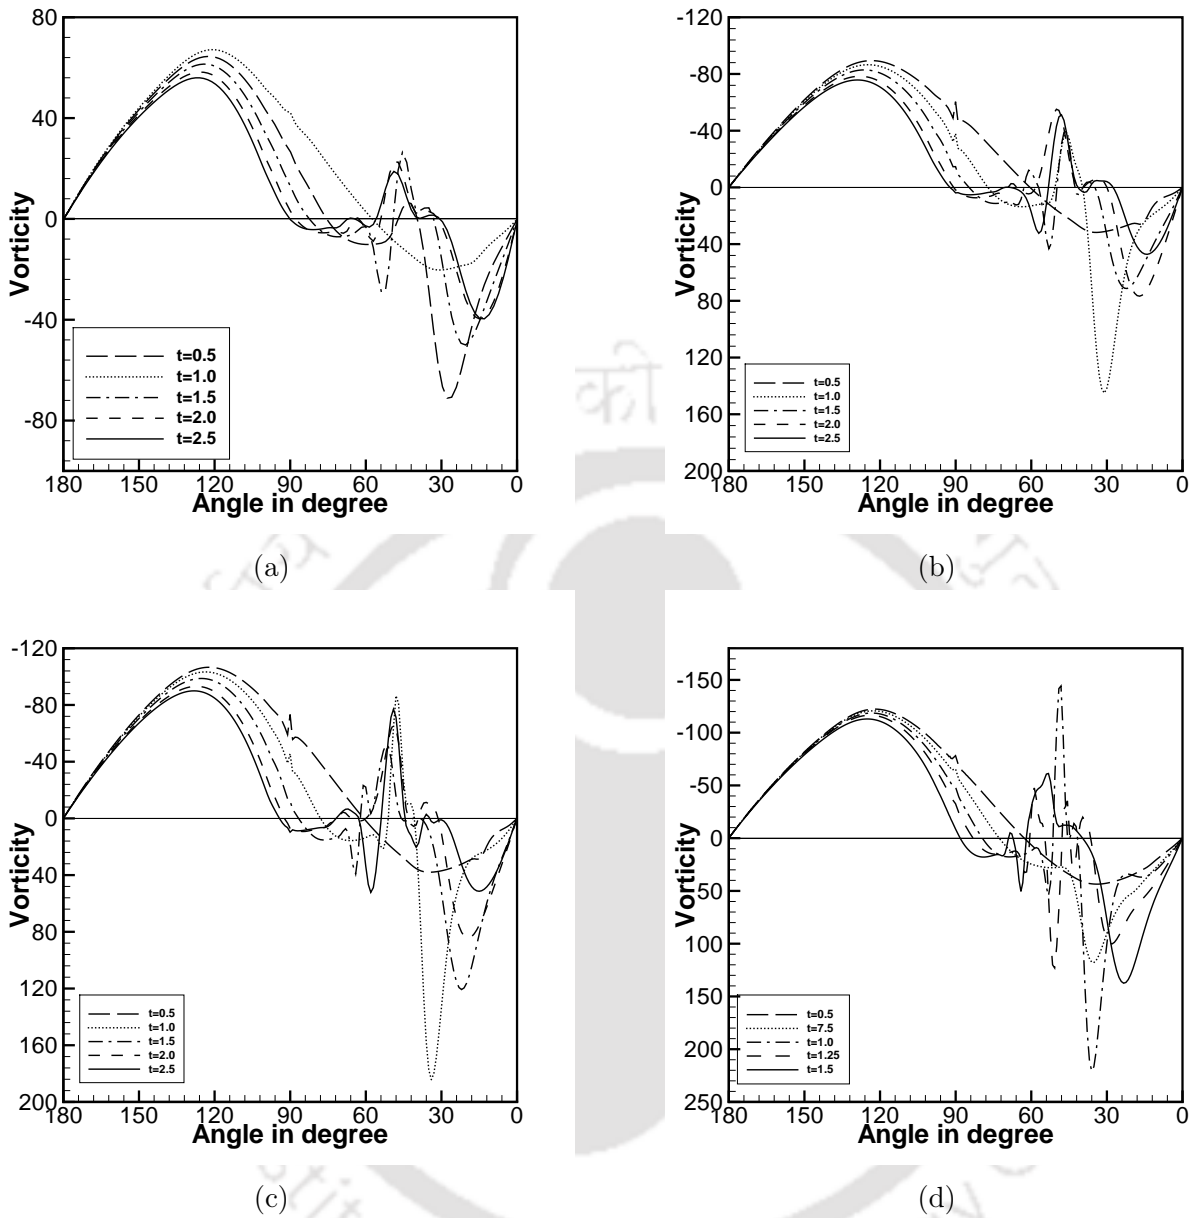 80
40
0
-40
-80
Vorticity
t=0.5
t=1.0
t=1.5
t=2.0
t=2.5
180 150 120 90 60 30 0
Angle in degree
(a)
-120
-80
-40
0
40
80
120
160
200
Vorticity
t=0.5
t=1.0
t=1.5
t=2.0
t=2.5
180 150 120 90 60 30 0
Angle in degree
(b)
-120
-80
-40
0
40
80
120
160
200
Vorticity
t=0.5
t=1.0
t=1.5
t=2.0
t=2.5
180 150 120 90 60 30 0
Angle in degree
(c)
-150
-100
-50
0
50
100
150
200
250
Vorticity
t=0.5
t=7.5
t=1.0
t=1.25
t=1.5
180 150 120 90 60 30 0
Angle in degree
(d)